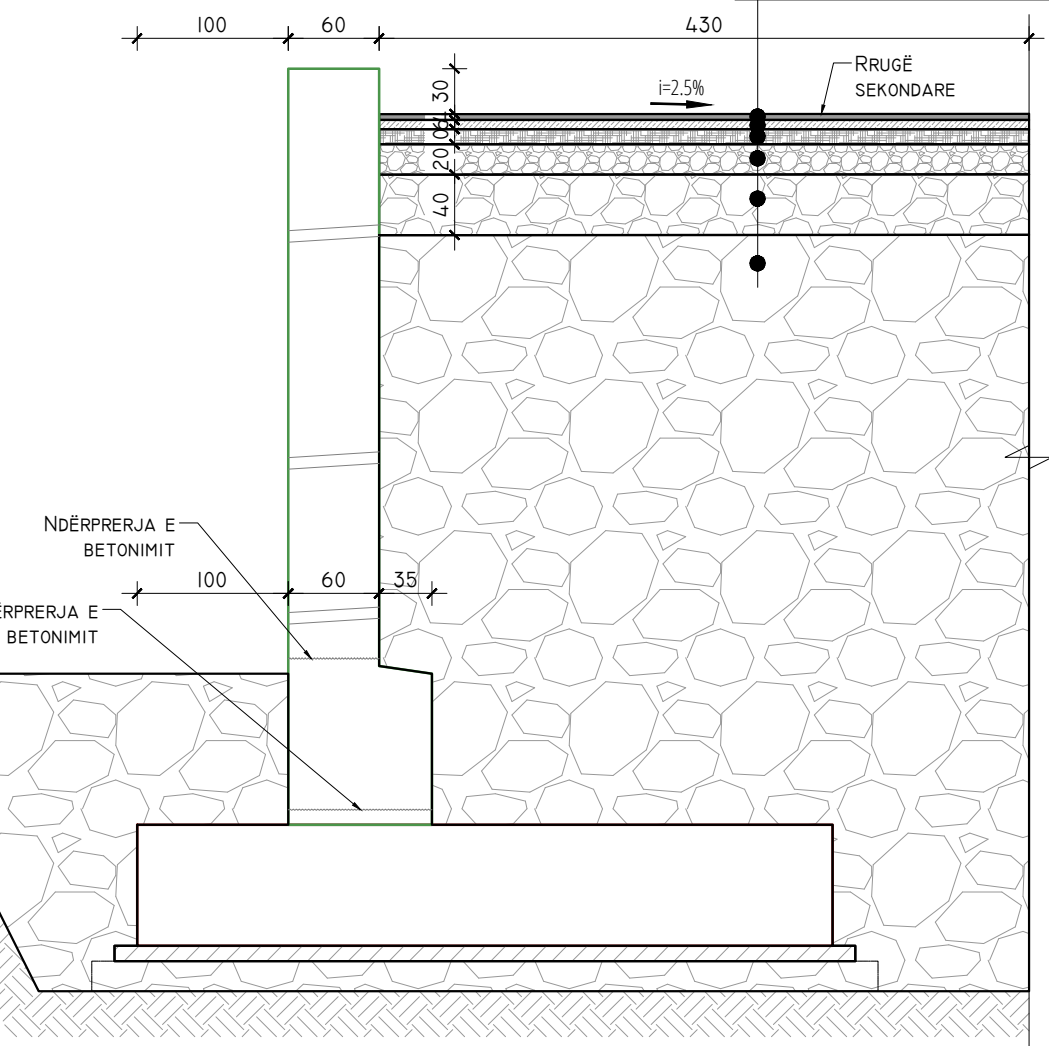 100
60
430
RRUGË
SEKONDARE
i=2.5%
30
20
40
NDËRPRERJA E
BETONIMIT
100
60
35
BETONIMIT